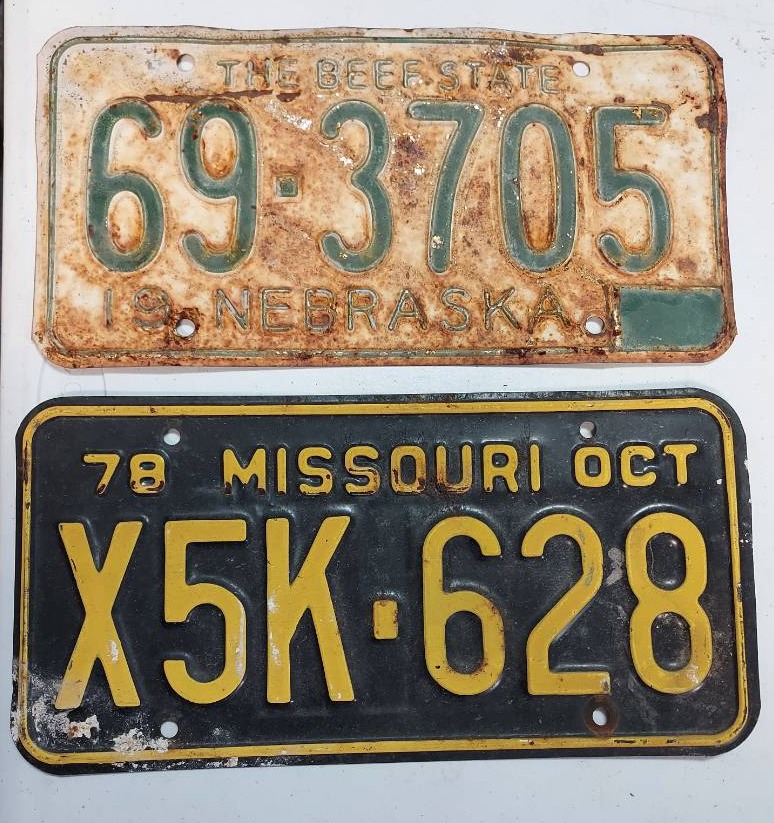 THE BEEF STATE
69-3705
19 NEBRASKA
78 MISSOURI OCT
X5K-628